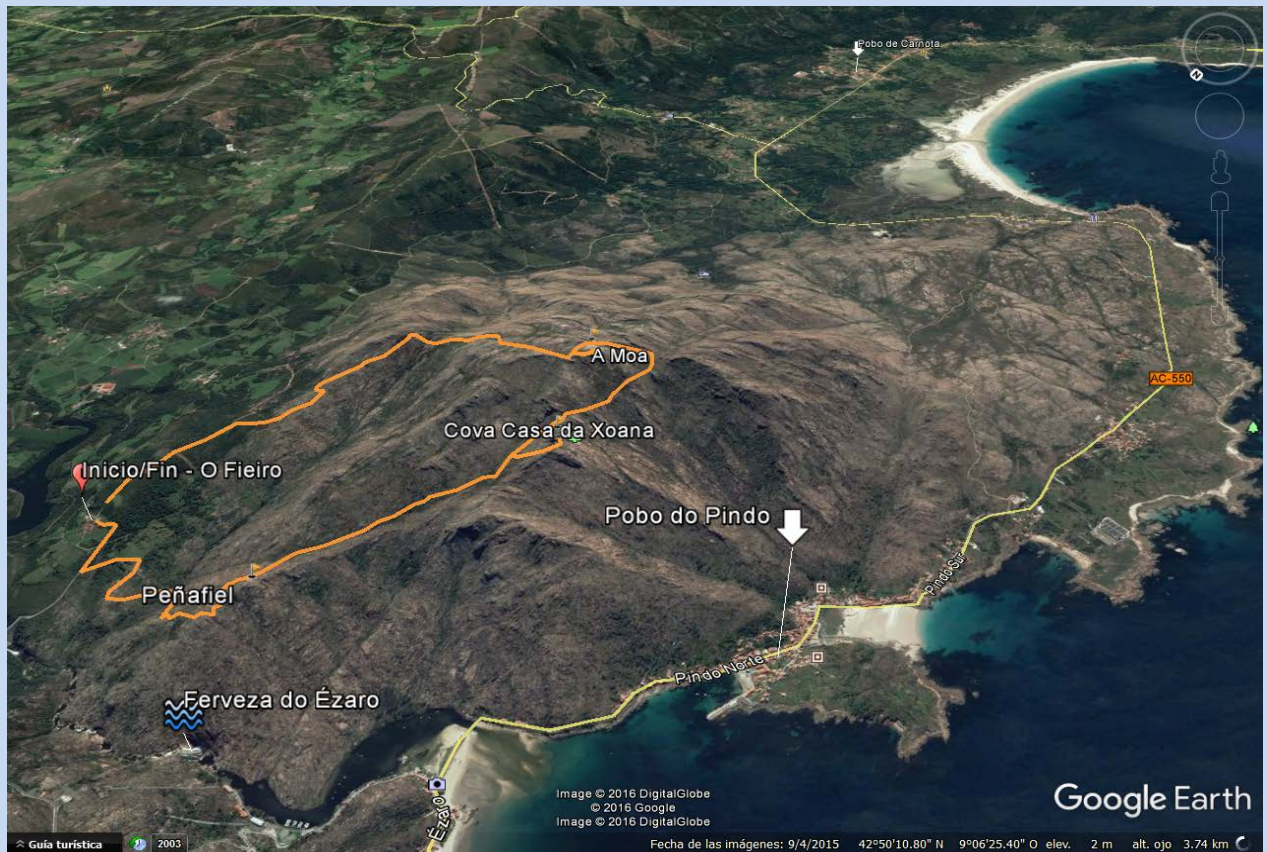 Pobo de Carnota
N
A Moa
AC-550
Cova Casa da Xoana
Inicio/Fin - O Fieiro
Pobo do Pindo
Peñafiel
Pindo Sur
Pindo Norte
Ferveza do Ézaro
Ézaro
Image © 2016 DigitalGlobe
© 2016 Google
Image © 2016 DigitalGlobe
Google Earth
Guía turística
2003
Fecha de las imágenes: 9/4/2015 42°50'10.80" N 9°06'25.40" O elev. 2 m alt. ojo 3.74 km